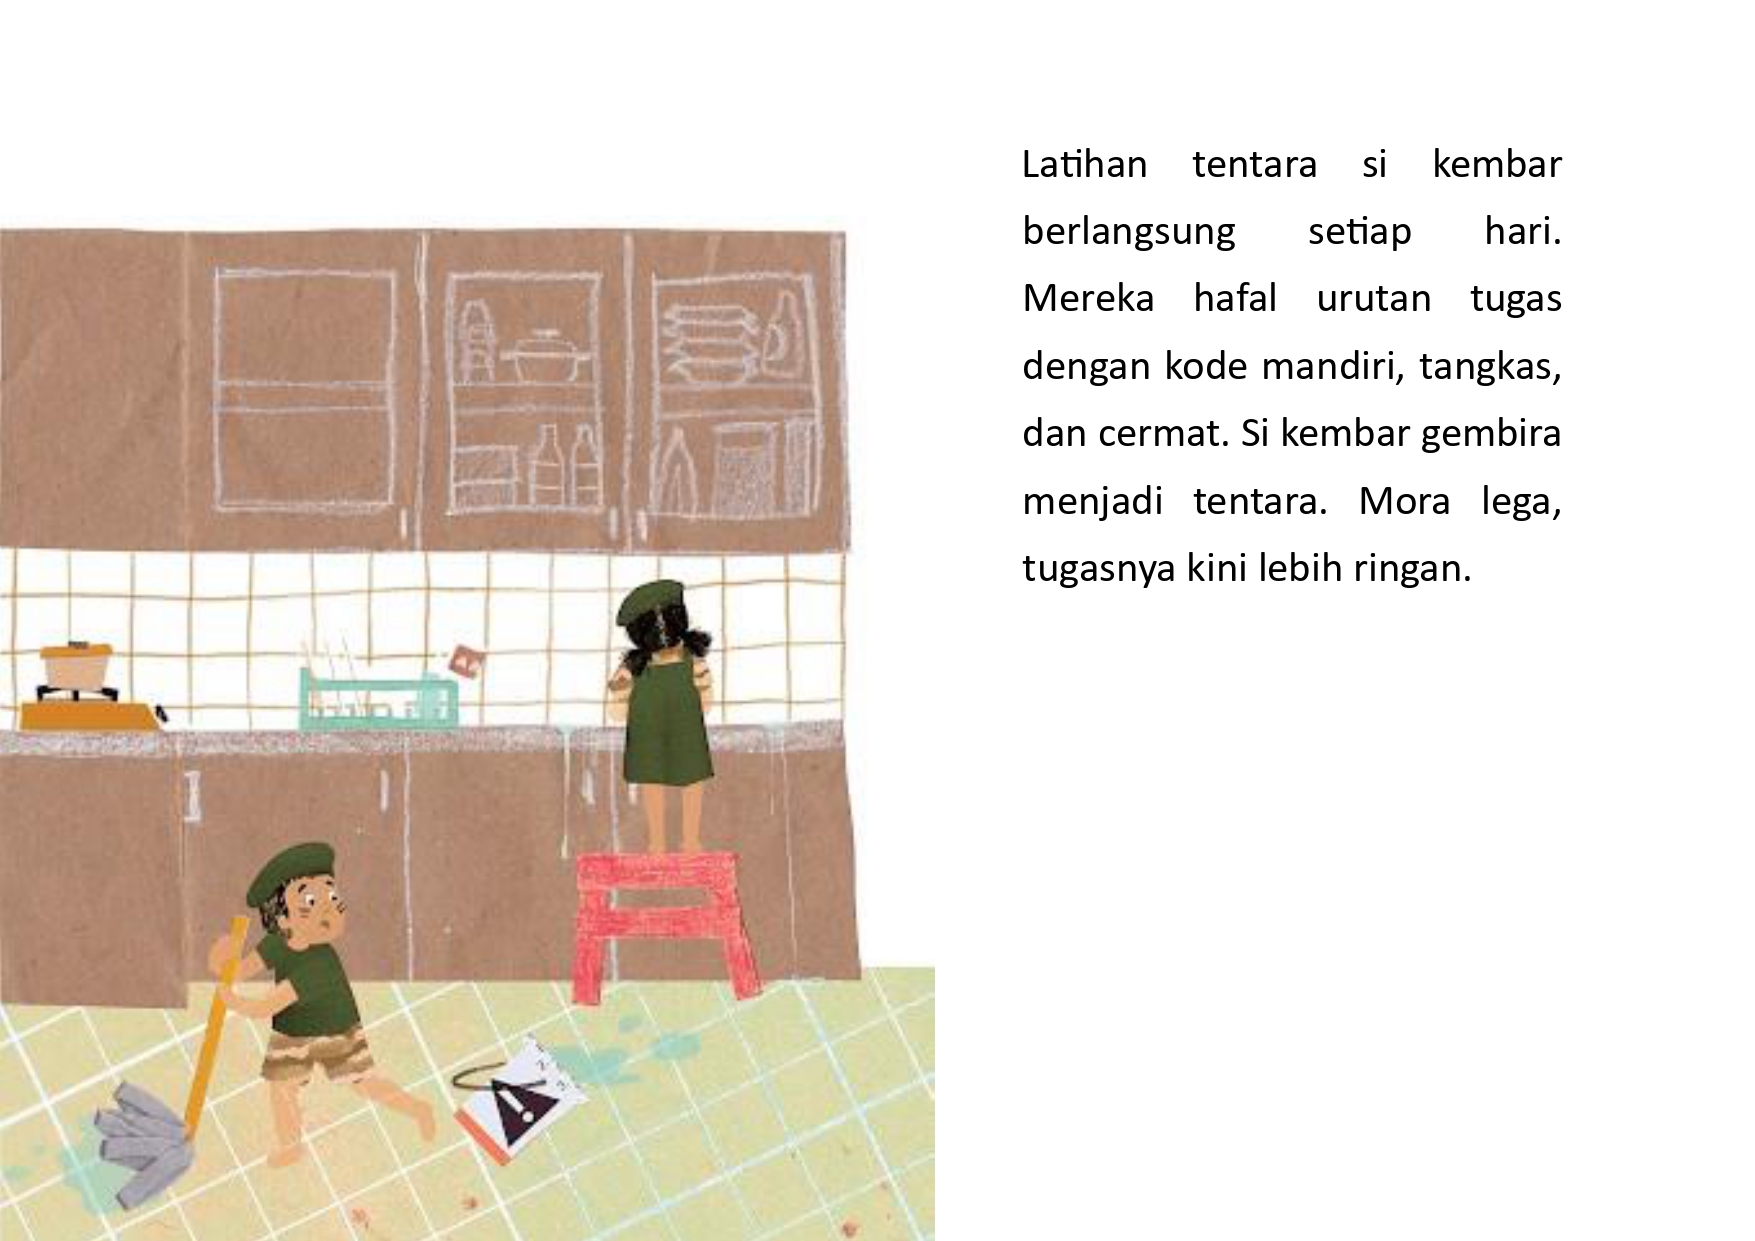 Latihan tentara si kembar
berlangsung setiap hari.
Mereka hafal urutan tugas
dengan kode mandiri, tangkas,
dan cermat. Si kembar gembira
menjadi tentara. Mora lega,
tugasnya kini lebih ringan.